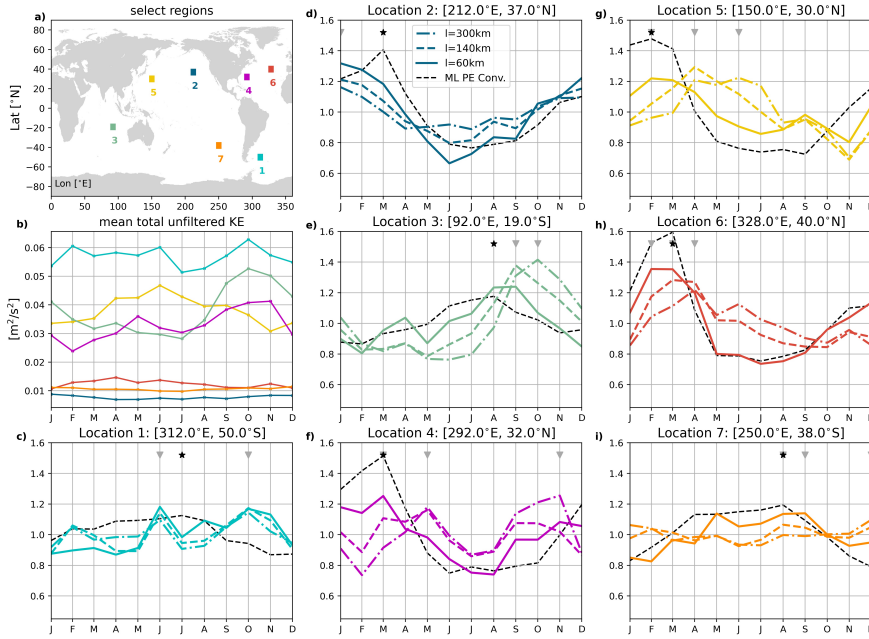 a) select regions
80
60
40
20
0
−20
−40
−60
−80
Lat [°N]
Lon [°E]
0 50 100 150 200 250 300 350
1
2
3
4
5
6
7
b) mean total unfiltered KE
0.06
0.05
0.04
0.03
0.02
0.01
[m²/s²]
J F M A M J J A S O N D
c) Location 1: [312.0°E, 50.0°S]
1.6
1.4
1.2
1.0
0.8
0.6
J F M A M J J A S O N D
d) Location 2: [212.0°E, 37.0°N]
l=300km
l=140km
l=60km
ML PE Conv.
1.6
1.4
1.2
1.0
0.8
0.6
J F M A M J J A S O N D
e) Location 3: [92.0°E, 19.0°S]
1.6
1.4
1.2
1.0
0.8
0.6
J F M A M J J A S O N D
f) Location 4: [292.0°E, 32.0°N]
1.6
1.4
1.2
1.0
0.8
0.6
J F M A M J J A S O N D
g) Location 5: [150.0°E, 30.0°N]
1.6
1.4
1.2
1.0
0.8
0.6
J F M A M J J A S O N D
h) Location 6: [328.0°E, 40.0°N]
1.6
1.4
1.2
1.0
0.8
0.6
J F M A M J J A S O N D
i) Location 7: [250.0°E, 38.0°S]
1.6
1.4
1.2
1.0
0.8
0.6
J F M A M J J A S O N D